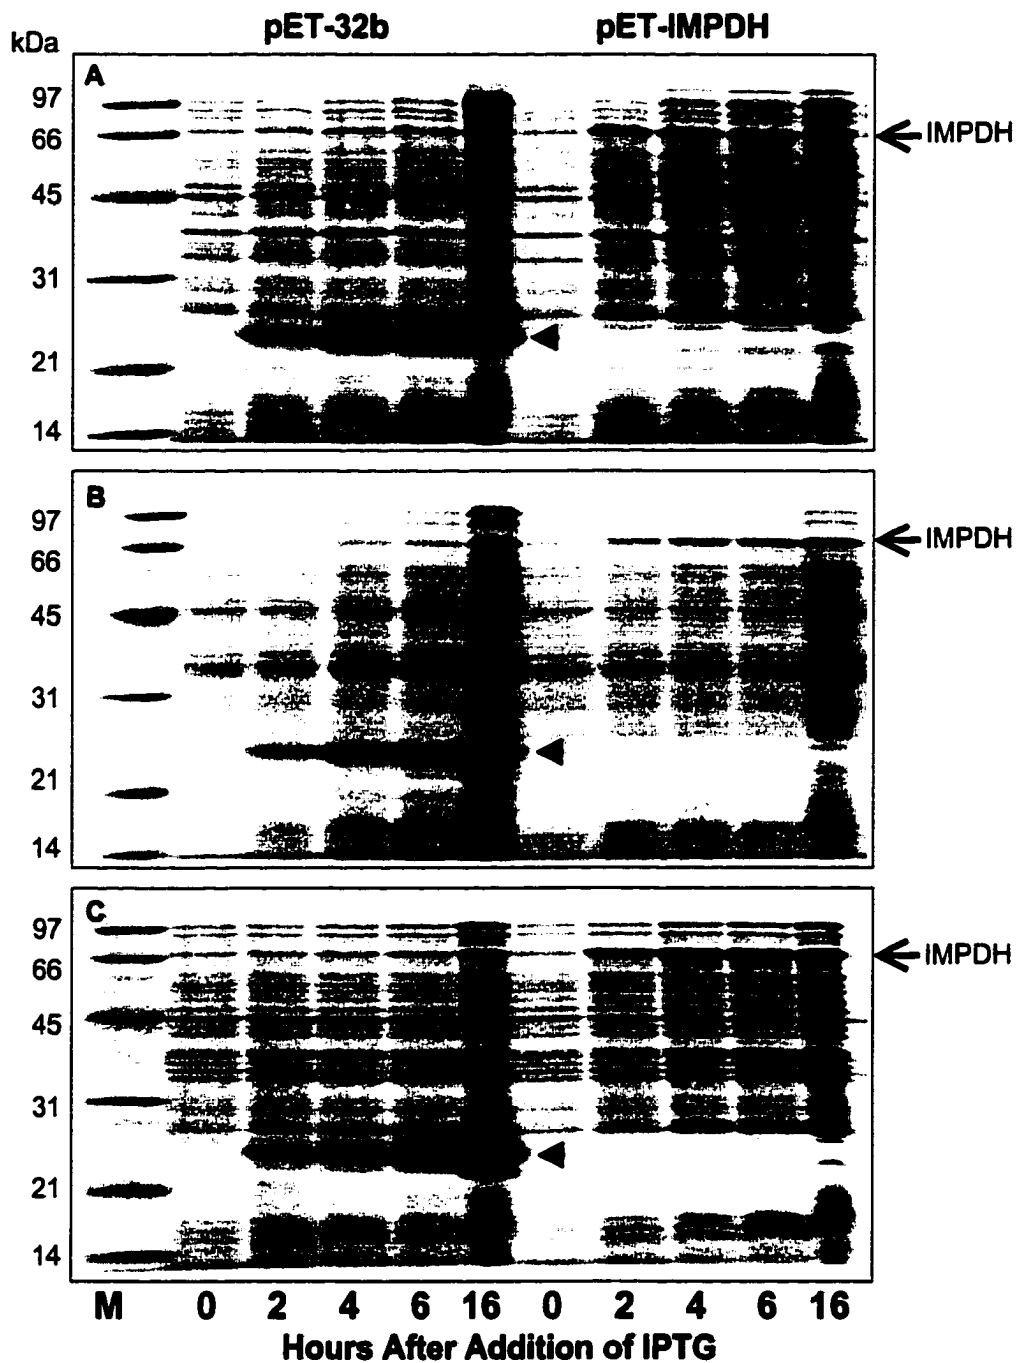 pET-32b pET-IMPDH
kDa
A
97
66
IMPDH
45
31
21
14
B
97
66
IMPDH
45
31
21
14
C
97
66
IMPDH
45
31
21
14
M 0 2 4 6 16 0 2 4 6 16
Hours After Addition of IPTG